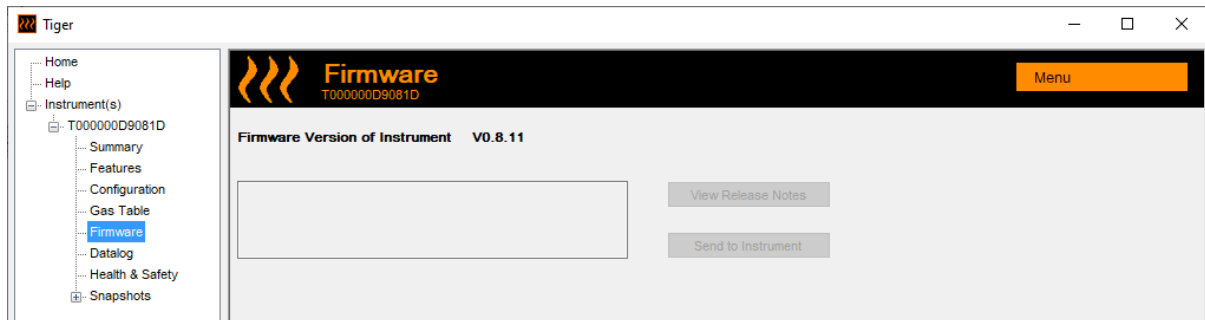 Tiger
Home
Help
Instrument(s)
T000000D9081D
Summary
Features
Configuration
Gas Table
Firmware
Datalog
Health & Safety
Snapshots
Firmware
T000000D9081D
Menu
Firmware Version of Instrument V0.8.11
View Release Notes
Send to Instrument